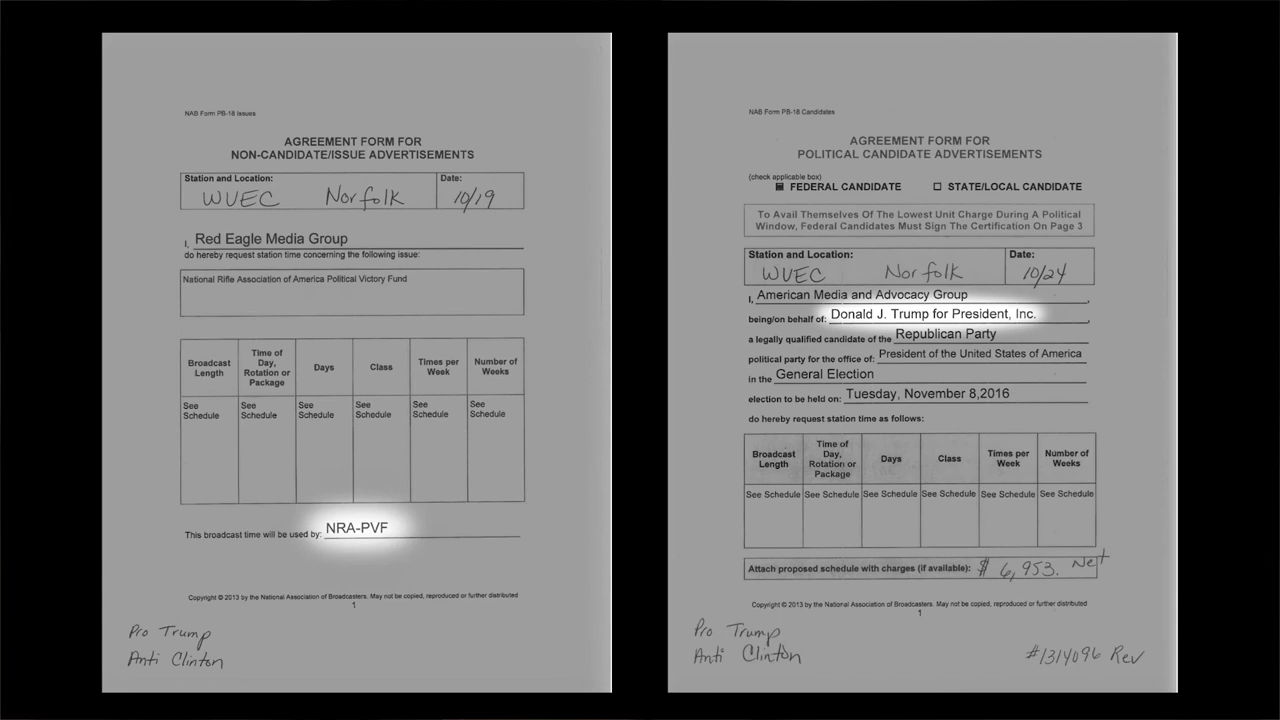 NAB Form PB-18 Issues
AGREEMENT FORM FOR
NON-CANDIDATE/ISSUE ADVERTISEMENTS
Station and Location:
Date:
WVEC Norfolk
10/19
I, Red Eagle Media Group
do hereby request station time concerning the following issue:
National Rifle Association of America Political Victory Fund
Broadcast Length
Time of Day, Rotation or Package
Days
Class
Times per Week
Number of Weeks
See Schedule
See Schedule
See Schedule
See Schedule
See Schedule
See Schedule
This broadcast time will be used by: NRA-PVF
Copyright © 2013 by the National Association of Broadcasters. May not be copied, reproduced or further distributed
1
Pro Trump
Anti Clinton
NAB Form PB-18 Candidates
AGREEMENT FORM FOR
POLITICAL CANDIDATE ADVERTISEMENTS
(check applicable box)
FEDERAL CANDIDATE STATE/LOCAL CANDIDATE
To Avail Themselves Of The Lowest Unit Charge During A Political
Window, Federal Candidates Must Sign The Certification On Page 3
Station and Location:
Date:
WVEC Norfolk
10/24
I, American Media and Advocacy Group,
being/on behalf of: Donald J. Trump for President, Inc.,
a legally qualified candidate of the Republican Party
political party for the office of: President of the United States of America
in the General Election
election to be held on: Tuesday, November 8,2016
do hereby request station time as follows:
Broadcast Length
Time of Day, Rotation or Package
Days
Class
Times per Week
Number of Weeks
See Schedule
See Schedule
See Schedule
See Schedule
See Schedule
See Schedule
Attach proposed schedule with charges (if available): $ 6,953. Net
Copyright © 2013 by the National Association of Broadcasters. May not be copied, reproduced or further distributed
1
Pro Trump
Anti Clinton
#1314096 Rev